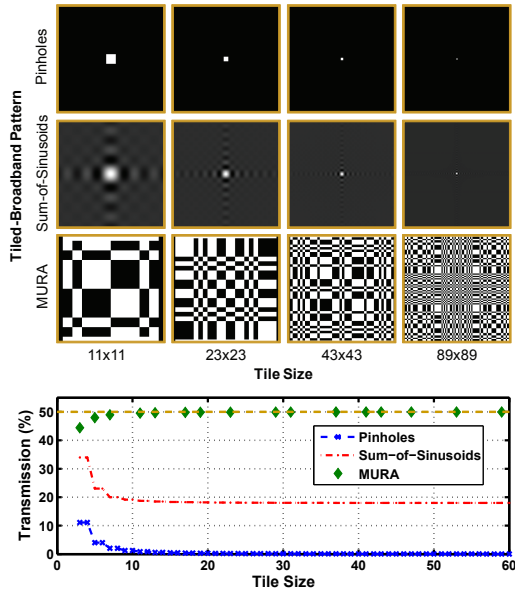 Tiled-Broadband Pattern
Pinholes
Sum-of-Sinusoids
MURA
11x11 23x23 43x43 89x89
Tile Size
Transmission (%)
50
40
30
20
10
0
Pinholes
Sum-of-Sinusoids
MURA
0 10 20 30 40 50 60
Tile Size